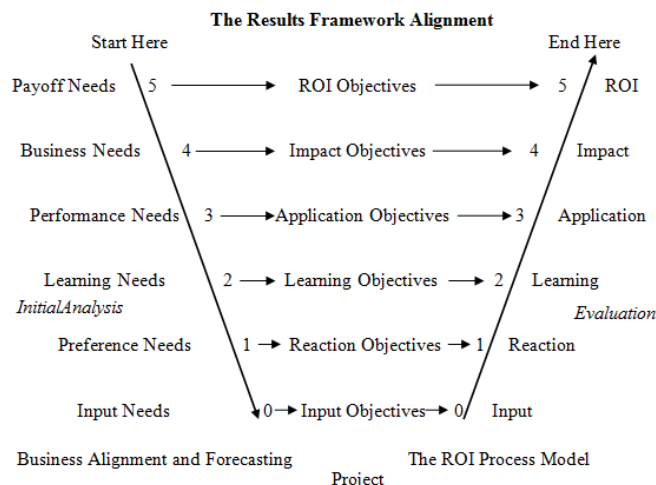 The Results Framework Alignment
Start Here End Here
Payoff Needs 5 ROI Objectives 5 ROI
Business Needs 4 Impact Objectives 4 Impact
Performance Needs 3 Application Objectives 3 Application
Learning Needs 2 Learning Objectives 2 Learning
InitialAnalysis Evaluation
Preference Needs 1 Reaction Objectives 1 Reaction
Input Needs 0 Input Objectives 0 Input
Business Alignment and Forecasting The ROI Process Model
Project